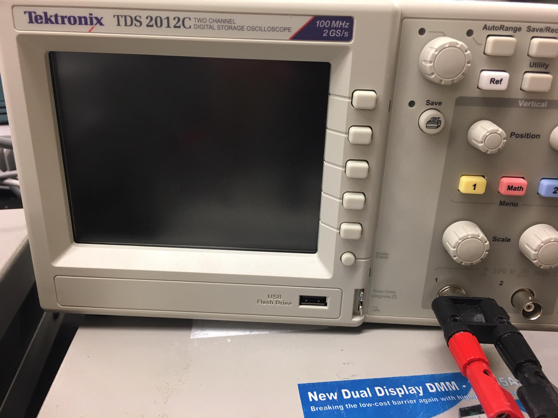 Tektronix TDS 2012C TWO CHANNEL
DIGITAL STORAGE OSCILLOSCOPE
100 MHz
2 GS/s
AutoRange
Save/Rec
Utility
Ref
Save
Vertical
Position
1
Math
2
Menu
Scale
1
2
USB
Flash Drive
New Dual Display DMM -
Breaking the low-cost barrier again with